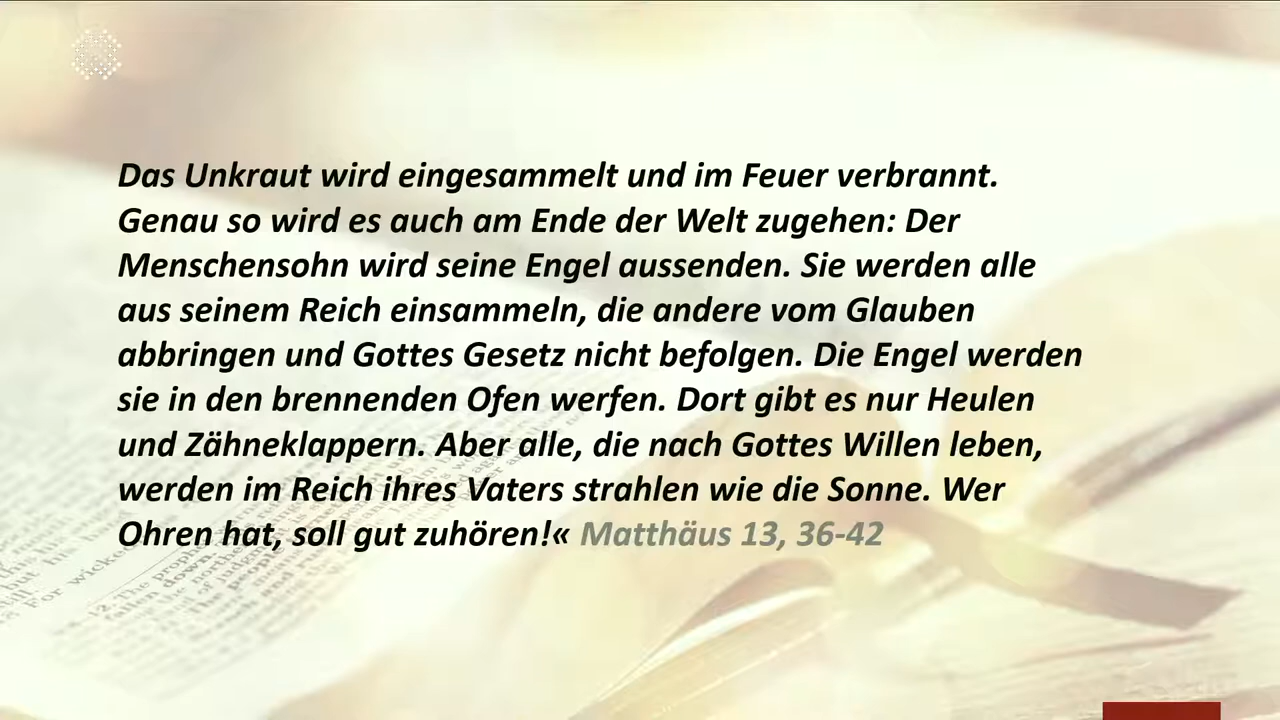 Das Unkraut wird eingesammelt und im Feuer verbrannt.
Genau so wird es auch am Ende der Welt zugehen: Der
Menschensohn wird seine Engel aussenden. Sie werden alle
aus seinem Reich einsammeln, die andere vom Glauben
abbringen und Gottes Gesetz nicht befolgen. Die Engel werden
sie in den brennenden Ofen werfen. Dort gibt es nur Heulen
und Zähneklappern. Aber alle, die nach Gottes Willen leben,
werden im Reich ihres Vaters strahlen wie die Sonne. Wer
Ohren hat, soll gut zuhören!« Matthäus 13, 36-42